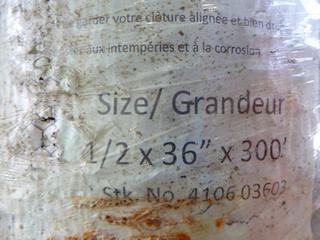 garder votre clôture alignée et bien
aux intempéries et à la corrosion.
Size/ Grandeur
1/2 x 36” x 300’
Stk. No. 4106 03603